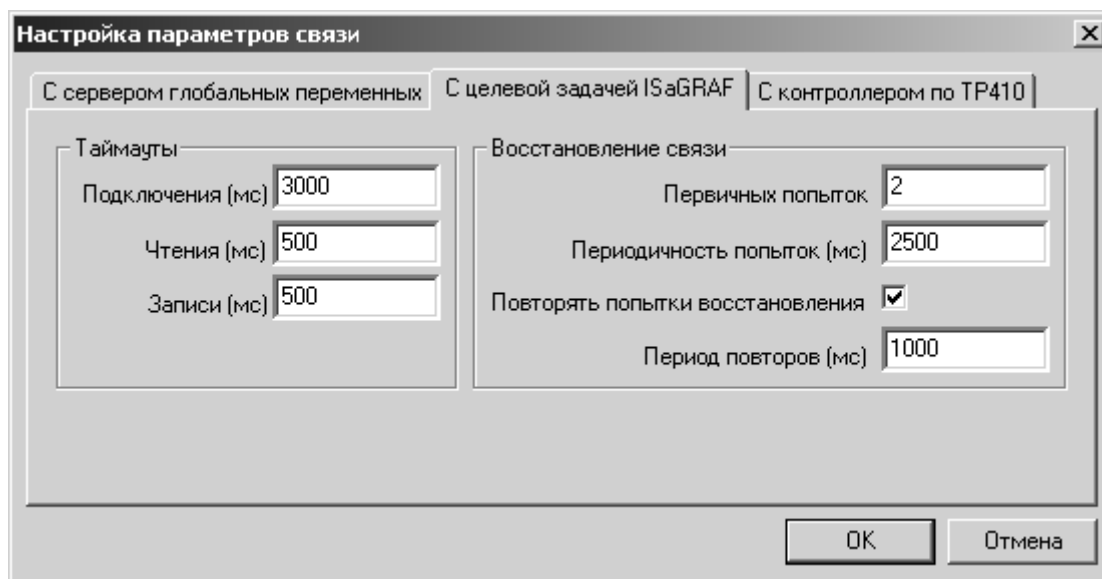 Настройка параметров связи
С сервером глобальных переменных
С целевой задачей ISaGRAF
С контроллером по ТР410
Таймауты
Подключения (мс) 3000
Чтения (мс) 500
Записи (мс) 500
Восстановление связи
Первичных попыток 2
Периодичность попыток (мс) 2500
Повторять попытки восстановления
Период повторов (мс) 1000
OK
Отмена